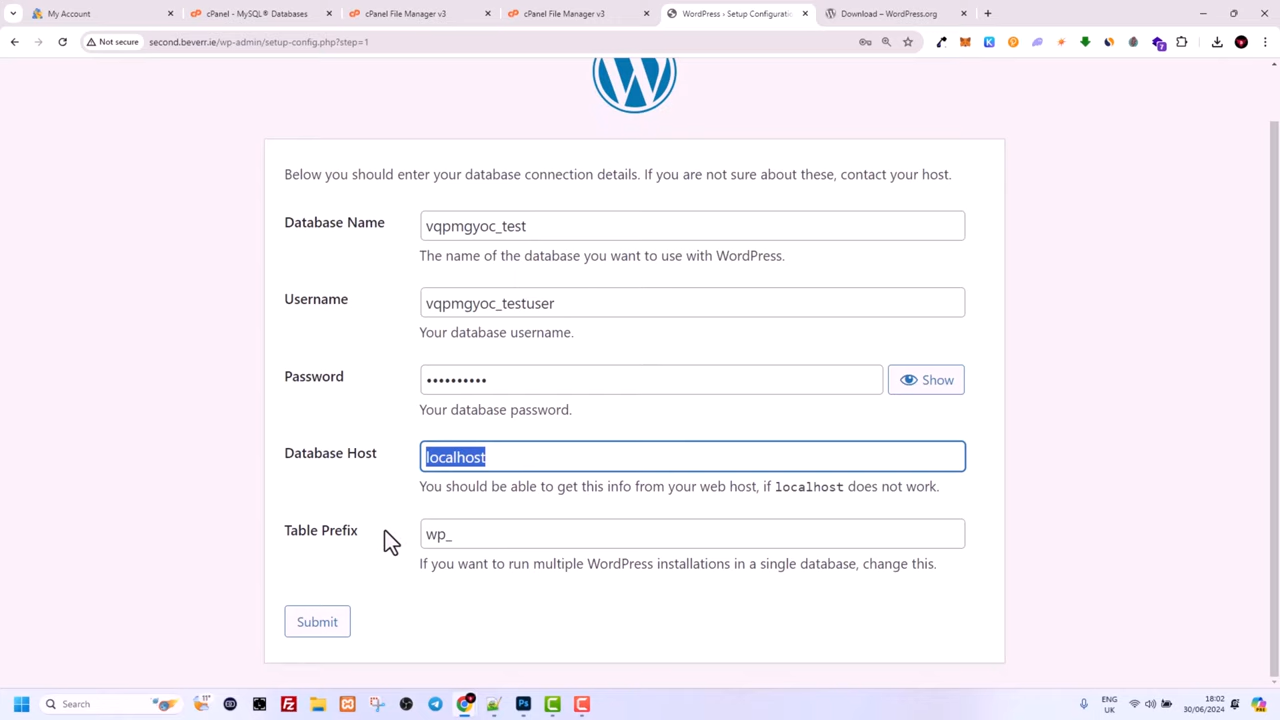 My Account
cPanel - MySQL® Databases
cPanel File Manager v3
cPanel File Manager v3
WordPress › Setup Configuratio
Download – WordPress.org
Not secure
second.beverr.ie/wp-admin/setup-config.php?step=1
Below you should enter your database connection details. If you are not sure about these, contact your host.
Database Name
vqpmgyoc_test
The name of the database you want to use with WordPress.
Username
vqpmgyoc_testuser
Your database username.
Password
••••••••••
Show
Your database password.
Database Host
localhost
You should be able to get this info from your web host, if localhost does not work.
Table Prefix
wp_
If you want to run multiple WordPress installations in a single database, change this.
Submit
Search
11°
ENG
UK
18:02
30/06/2024